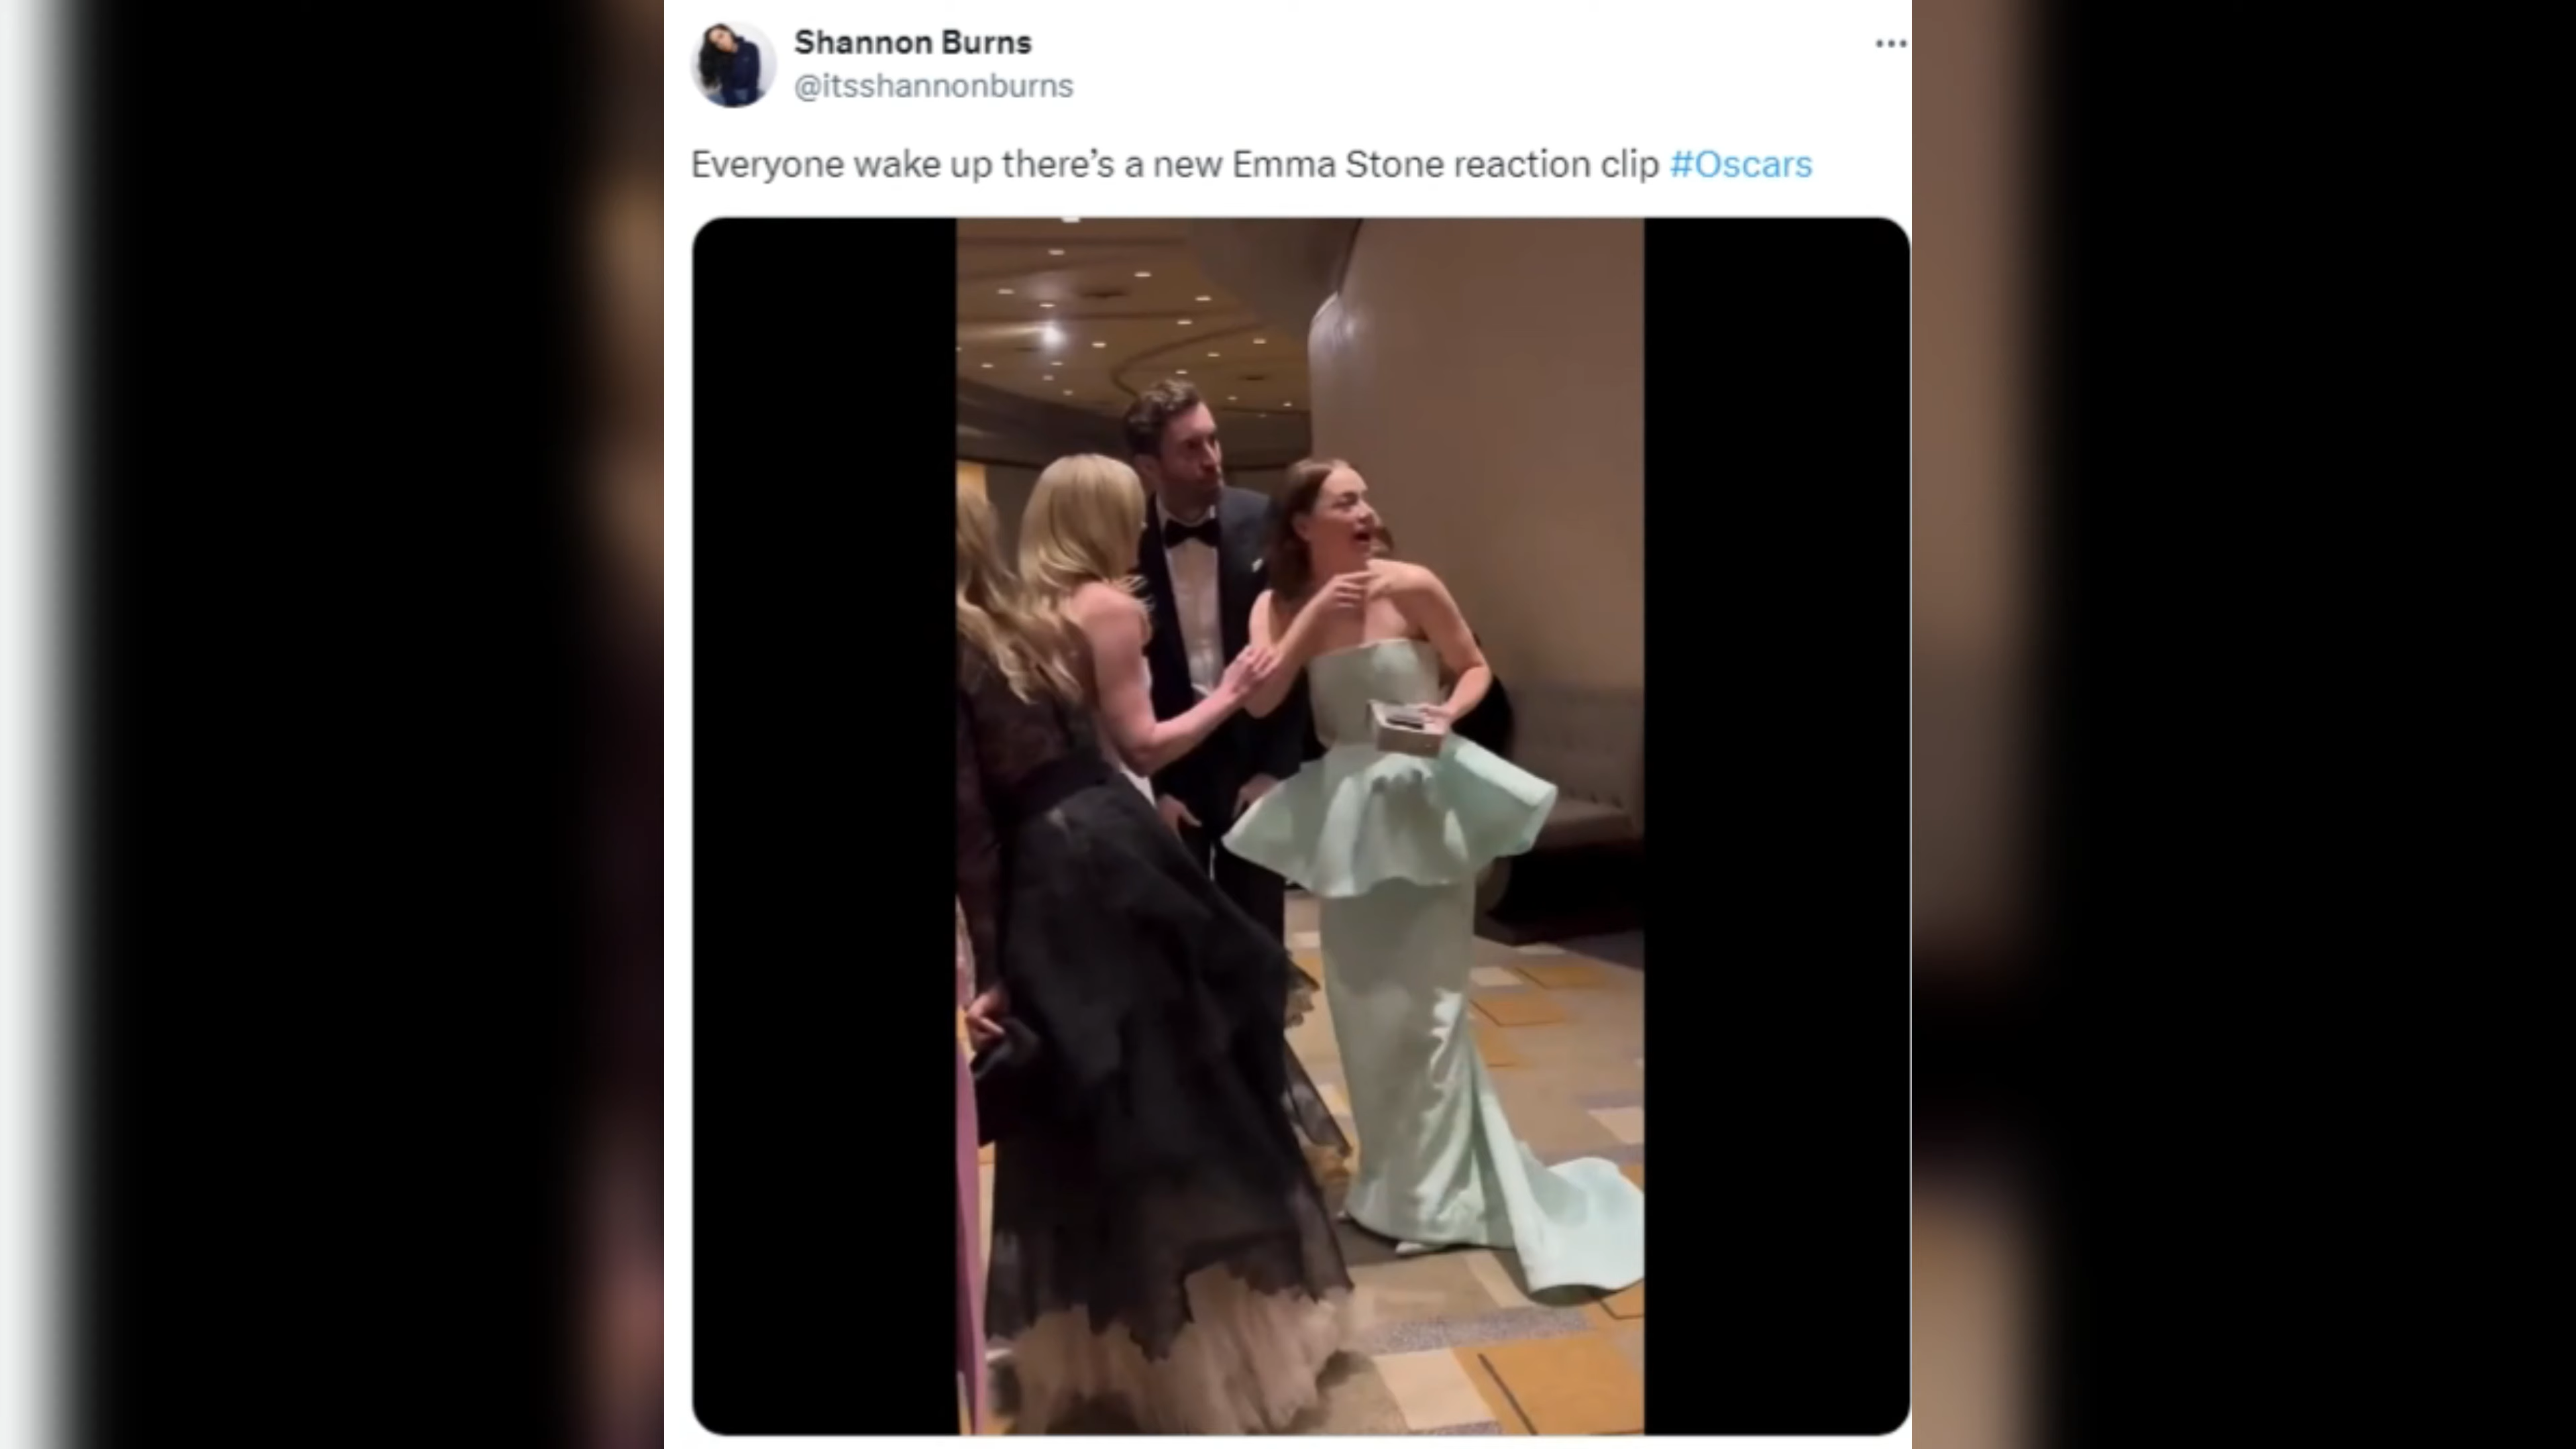 Shannon Burns
@itsshannonburns
Everyone wake up there’s a new Emma Stone reaction clip #Oscars